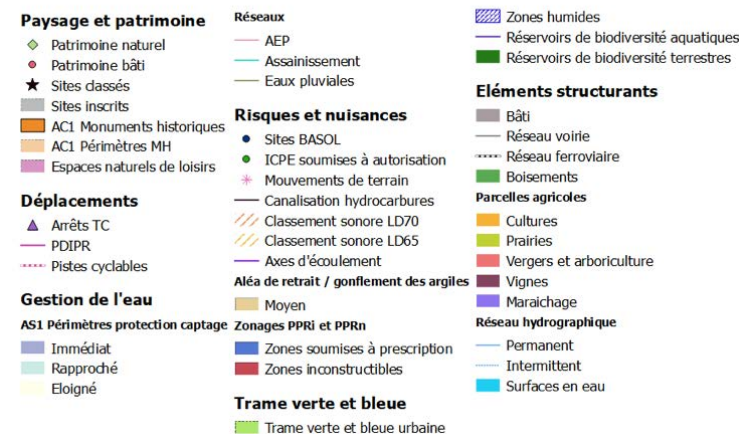 Paysage et patrimoine
Patrimoine naturel
Patrimoine bâti
Sites classés
Sites inscrits
AC1 Monuments historiques
AC1 Périmètres MH
Espaces naturels de loisirs
Déplacements
Arrêts TC
PDIPR
Pistes cyclables
Gestion de l'eau
AS1 Périmètres protection captage
Immédiat
Rapproché
Eloigné
Réseaux
AEP
Assainissement
Eaux pluviales
Risques et nuisances
Sites BASOL
ICPE soumises à autorisation
Mouvements de terrain
Canalisation hydrocarbures
Classement sonore LD70
Classement sonore LD65
Axes d'écoulement
Aléa de retrait / gonflement des argiles
Moyen
Zonages PPRi et PPRn
Zones soumises à prescription
Zones inconstructibles
Trame verte et bleue
Trame verte et bleue urbaine
Zones humides
Réservoirs de biodiversité aquatiques
Réservoirs de biodiversité terrestres
Eléments structurants
Bâti
Réseau voirie
Réseau ferroviaire
Boisements
Parcelles agricoles
Cultures
Prairies
Vergers et arboriculture
Vignes
Maraichage
Réseau hydrographique
Permanent
Intermittent
Surfaces en eau